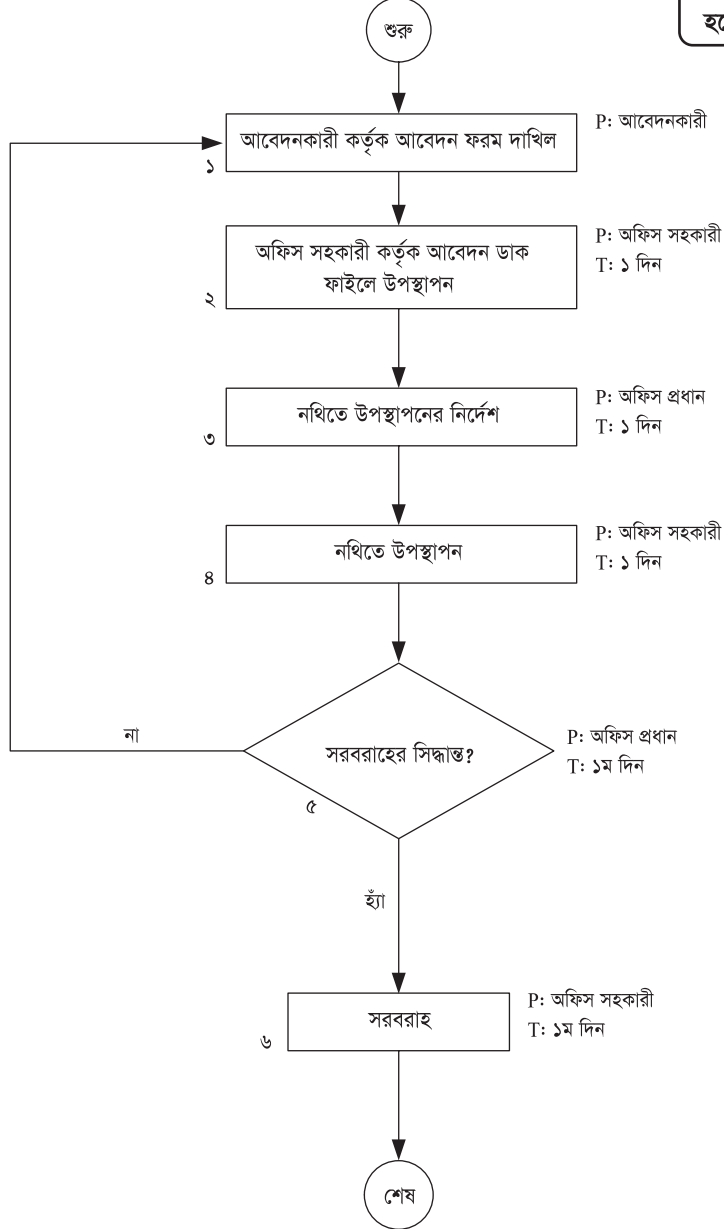 শুরু
আবেদনকারী কর্তৃক আবেদন ফরম দাখিল
১
P: আবেদনকারী
অফিস সহকারী কর্তৃক আবেদন ডাক
ফাইলে উপস্থাপন
২
P: অফিস সহকারী
T: ১ দিন
নথিতে উপস্থাপনের নির্দেশ
৩
P: অফিস প্রধান
T: ১ দিন
নথিতে উপস্থাপন
৪
P: অফিস সহকারী
T: ১ দিন
না
সরবরাহের সিদ্ধান্ত?
৫
P: অফিস প্রধান
T: ১ম দিন
হ্যাঁ
সরবরাহ
৬
P: অফিস সহকারী
T: ১ম দিন
শেষ